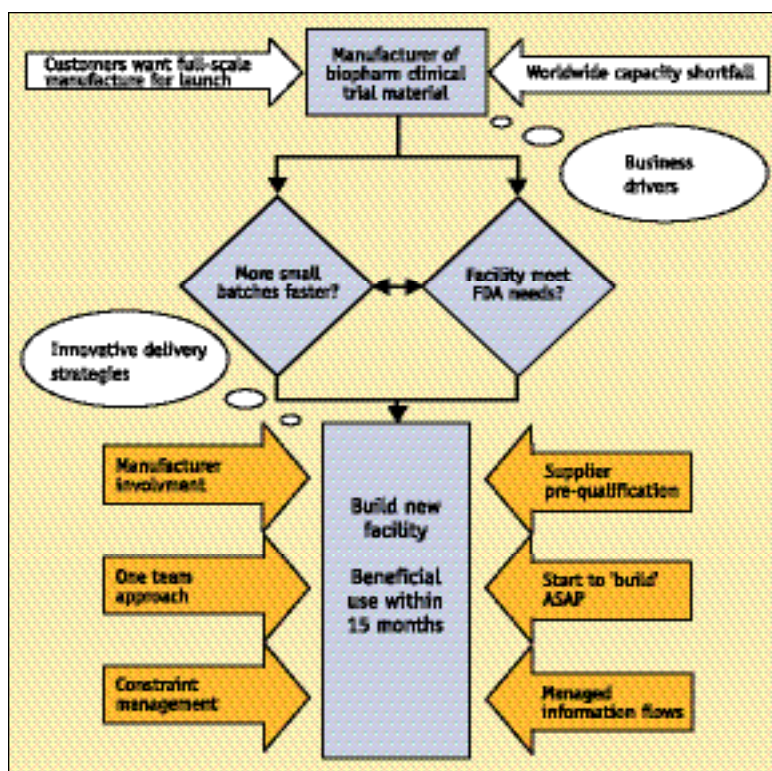 Customers want full-scale
manufacture for launch
Manufacturer of
biopharm clinical
trial material
Worldwide capacity shortfall
Business
drivers
More small
batches faster?
Facility meet
FDA needs?
Innovative delivery
strategies
Manufacturer
involvment
One team
approach
Constraint
management
Build new
facility
Beneficial
use within
15 months
Supplier
pre-qualification
Start to 'build'
ASAP
Managed
information flows